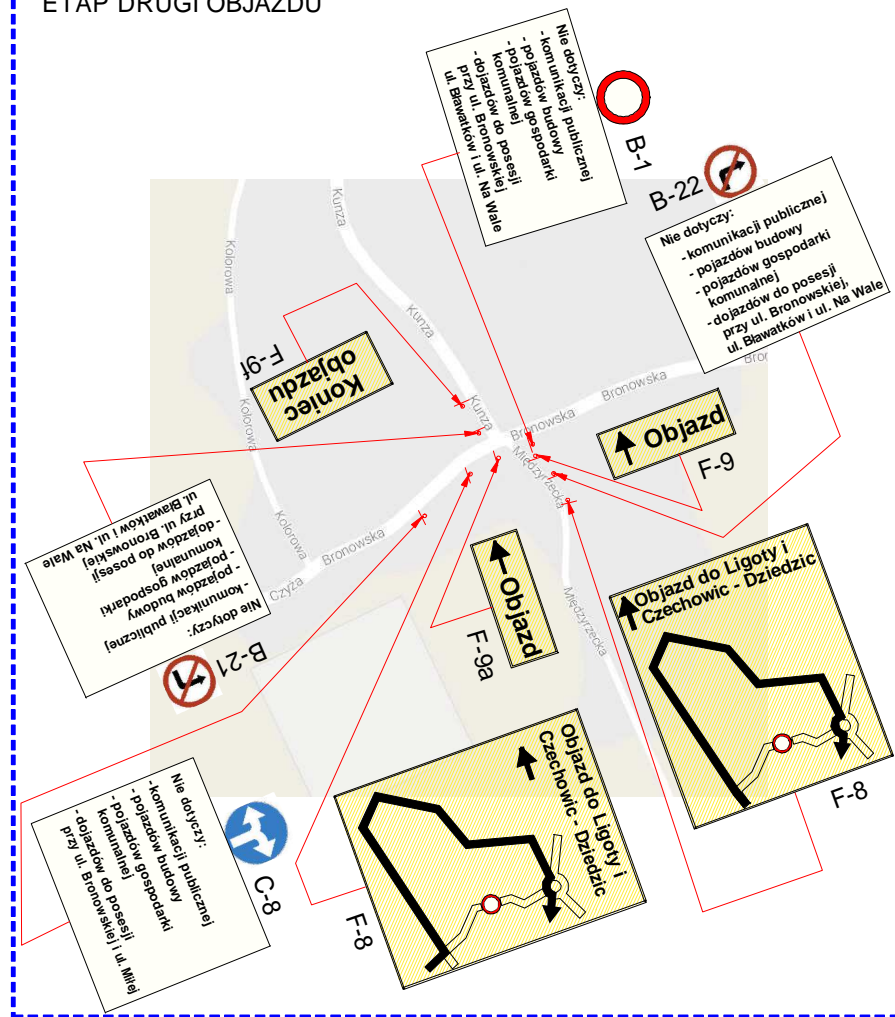 ETAP DRUGI OBJAZDU
Nie dotyczy:
- komunikacji publicznej
- pojazdów budowy
- pojazdów gospodarki
komunalnej
- dojazdów do posesji
przy ul. Bronowskiej
ul. Bławatków i ul. Na Wale
B-1
B-22
Nie dotyczy:
- komunikacji publicznej
- pojazdów budowy
- pojazdów gospodarki
komunalnej
- dojazdów do posesji
przy ul. Bronowskiej,
ul. Bławatków i ul. Na Wale
Kunza
Kolorowa
Kunza
F-9f
Koniec
objazdu
Kolorowa
Kunza
Bronowska
Bronowska
Bron
Międzyrzecka
Objazd
F-9
Kolorowa
Bronowska
Czyża
Międzyrzecka
Objazd
F-9a
Nie dotyczy:
- komunikacji publicznej
- pojazdów budowy
- pojazdów gospodarki
komunalnej
- dojazdów do posesji
przy ul. Bronowskiej
ul. Bławatków i ul. Na Wale
B-21
Objazd do Ligoty i
Czechowic - Dziedzic
F-8
Objazd do Ligoty i
Czechowic - Dziedzic
F-8
Nie dotyczy:
- komunikacji publicznej
- pojazdów budowy
- pojazdów gospodarki
komunalnej
- dojazdów do posesji
przy ul. Bronowskiej i ul. Miłej
C-8